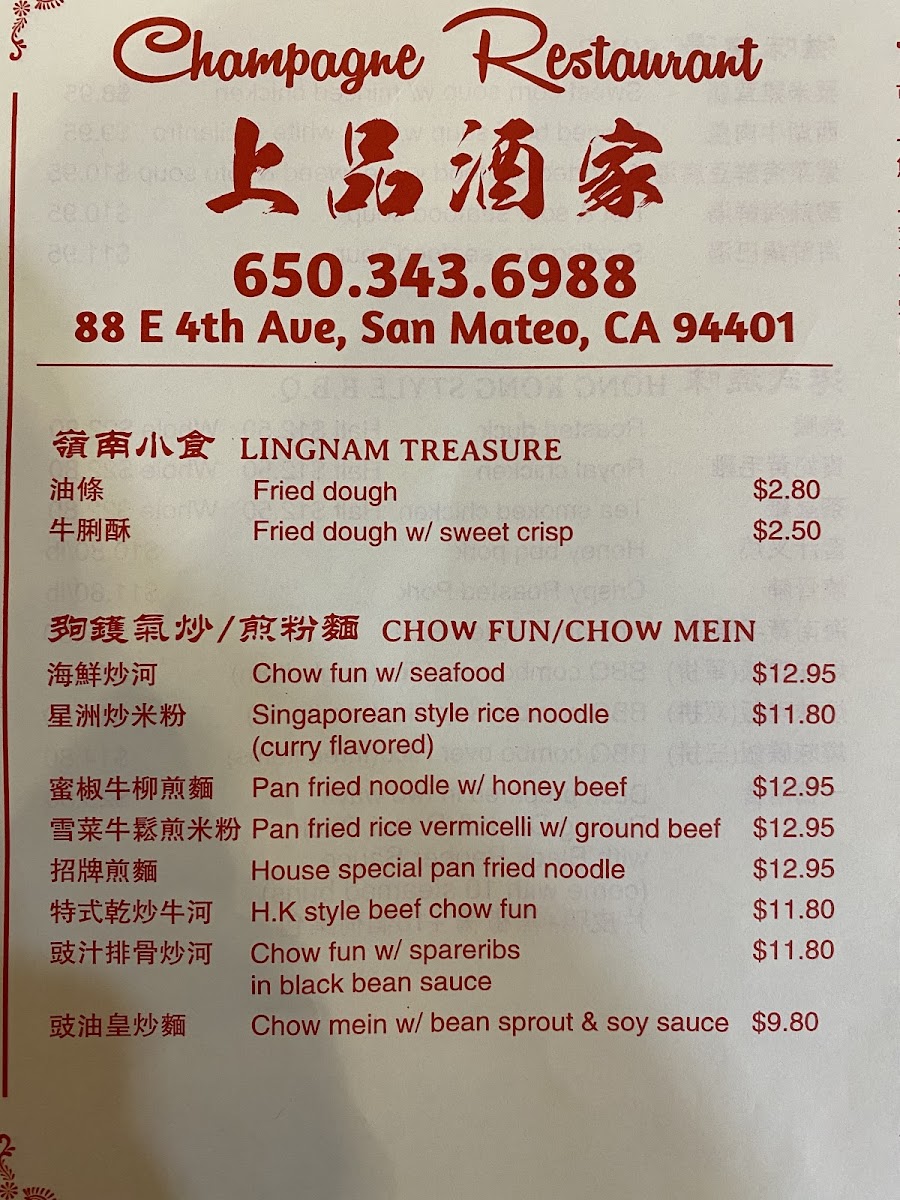 Champagne Restaurant
上品酒家
650.343.6988
88 E 4th Ave, San Mateo, CA 94401
嶺南小食 LINGNAM TREASURE
油條 Fried dough $2.80
牛脷酥 Fried dough w/ sweet crisp $2.50
夠鑊氣炒/煎粉麵 CHOW FUN/CHOW MEIN
海鮮炒河 Chow fun w/ seafood $12.95
星洲炒米粉 Singaporean style rice noodle $11.80
(curry flavored)
蜜椒牛柳煎麵 Pan fried noodle w/ honey beef $12.95
雪菜牛鬆煎米粉 Pan fried rice vermicelli w/ ground beef $12.95
招牌煎麵 House special pan fried noodle $12.95
特式乾炒牛河 H.K style beef chow fun $11.80
豉汁排骨炒河 Chow fun w/ spareribs $11.80
in black bean sauce
豉油皇炒麵 Chow mein w/ bean sprout & soy sauce $9.80